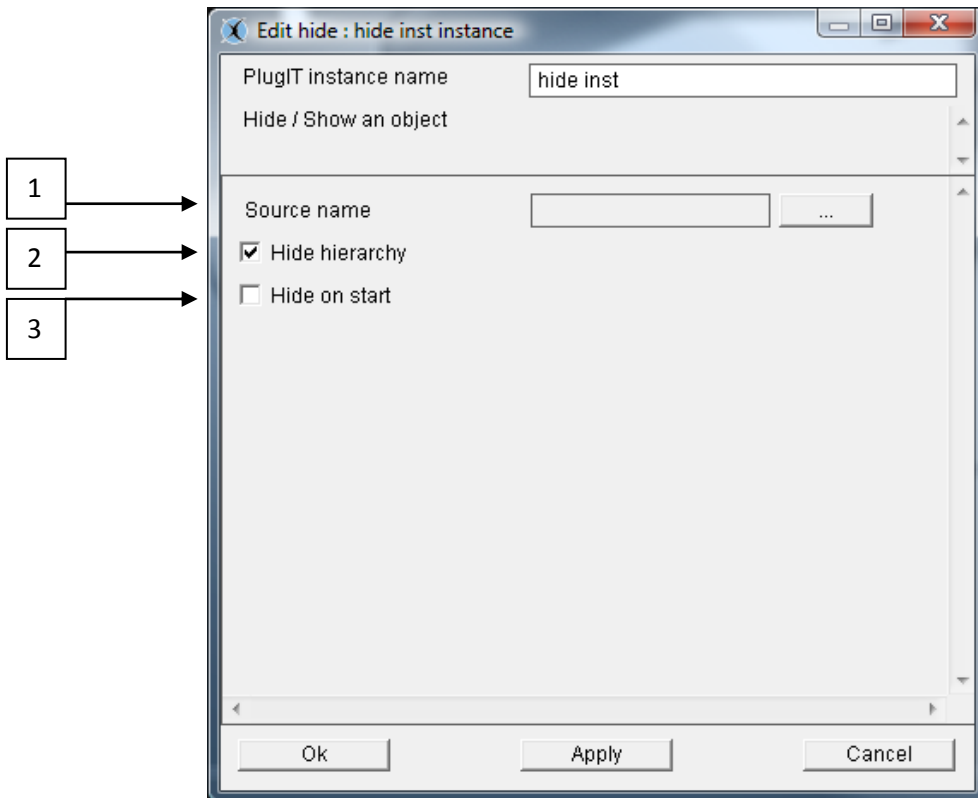 Edit hide : hide inst instance
PlugIT instance name
hide inst
Hide / Show an object
1
Source name
...
2
Hide hierarchy
Hide on start
3
Ok
Apply
Cancel